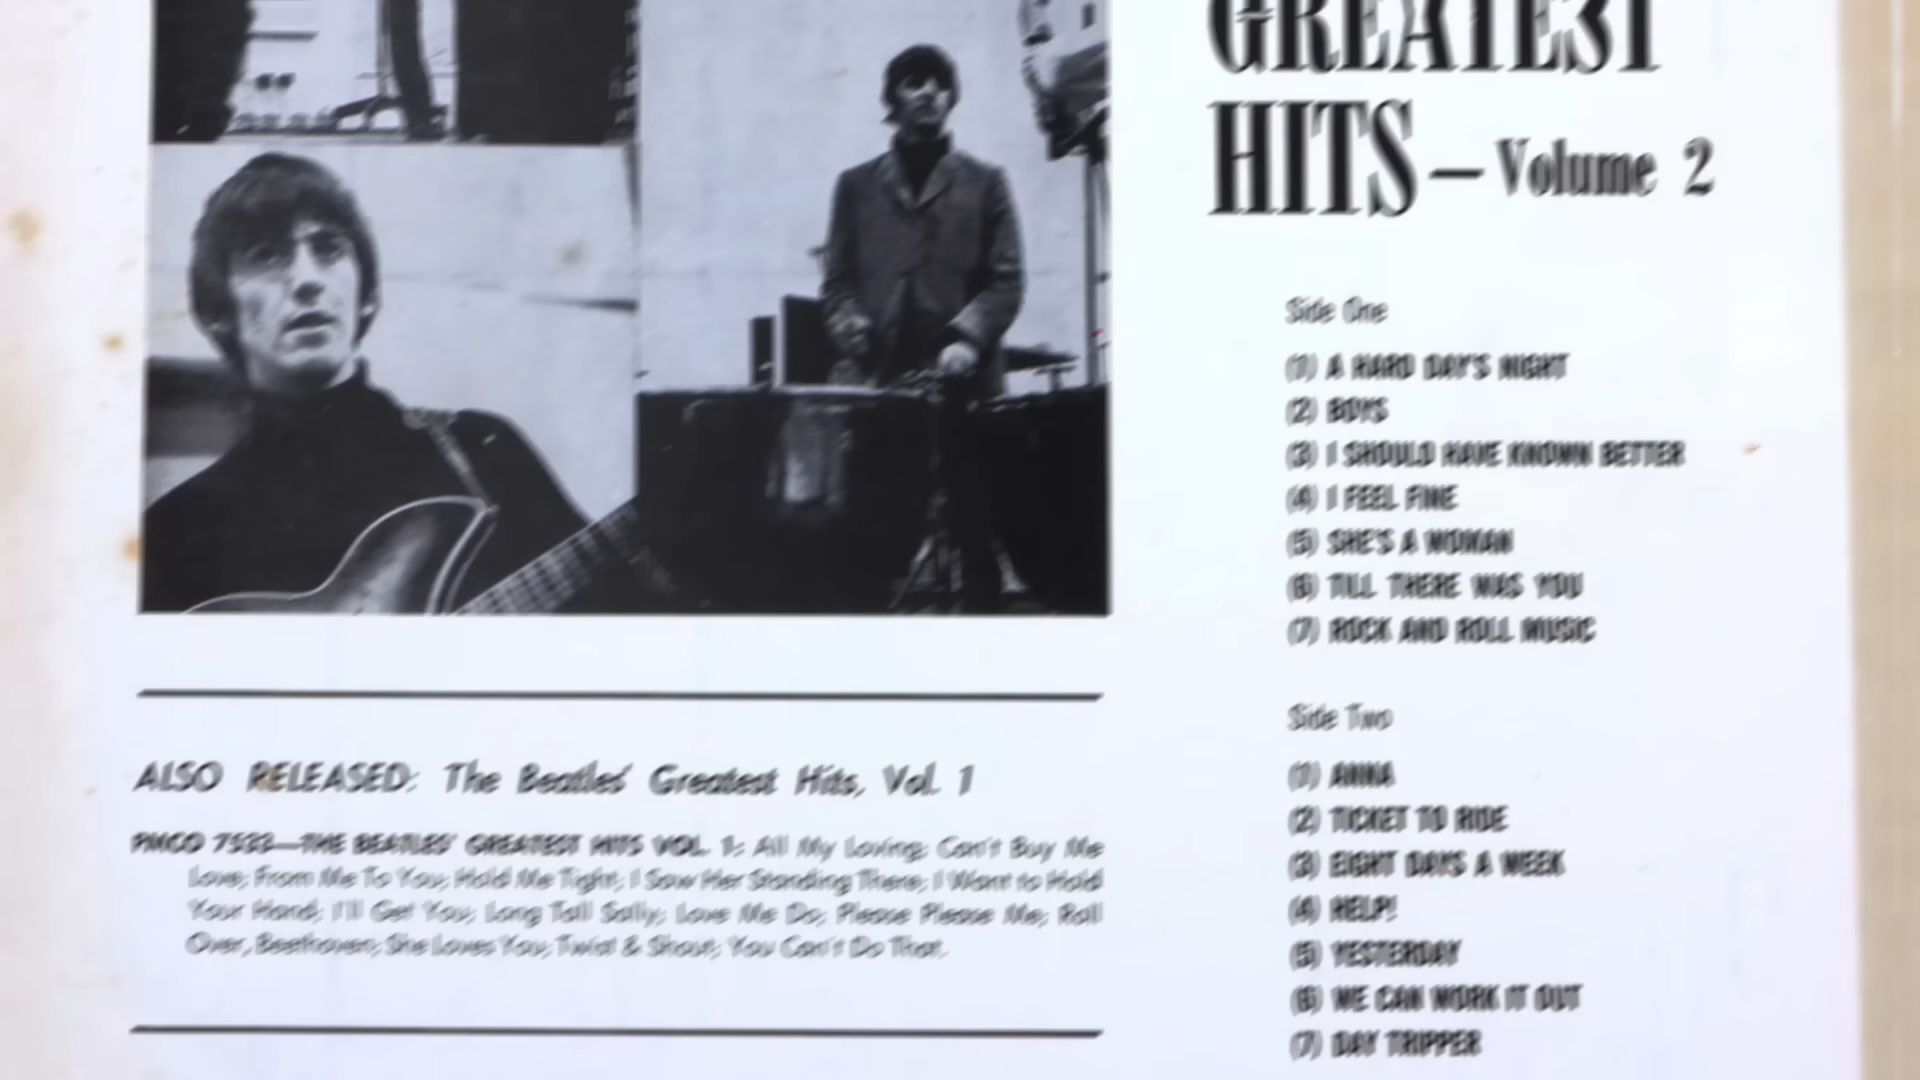 GREATEST
HITS — Volume 2
Side One
(1) A HARD DAY'S NIGHT
(2) BOYS
(3) I SHOULD HAVE KNOWN BETTER
(4) I FEEL FINE
(5) SHE'S A WOMAN
(6) TILL THERE WAS YOU
(7) ROCK AND ROLL MUSIC
Side Two
(1) ANNA
(2) TICKET TO RIDE
(3) EIGHT DAYS A WEEK
(4) HELP!
(5) YESTERDAY
(6) WE CAN WORK IT OUT
(7) DAY TRIPPER
ALSO RELEASED: The Beatles' Greatest Hits, Vol. 1
PMCO 7533—THE BEATLES' GREATEST HITS VOL. 1: All My Loving; Can't Buy Me
Love; From Me To You; Hold Me Tight; I Saw Her Standing There; I Want to Hold
Your Hand; I'll Get You; Long Tall Sally; Love Me Do; Please Please Me; Roll
Over, Beethoven; She Loves You; Twist & Shout; You Can't Do That.